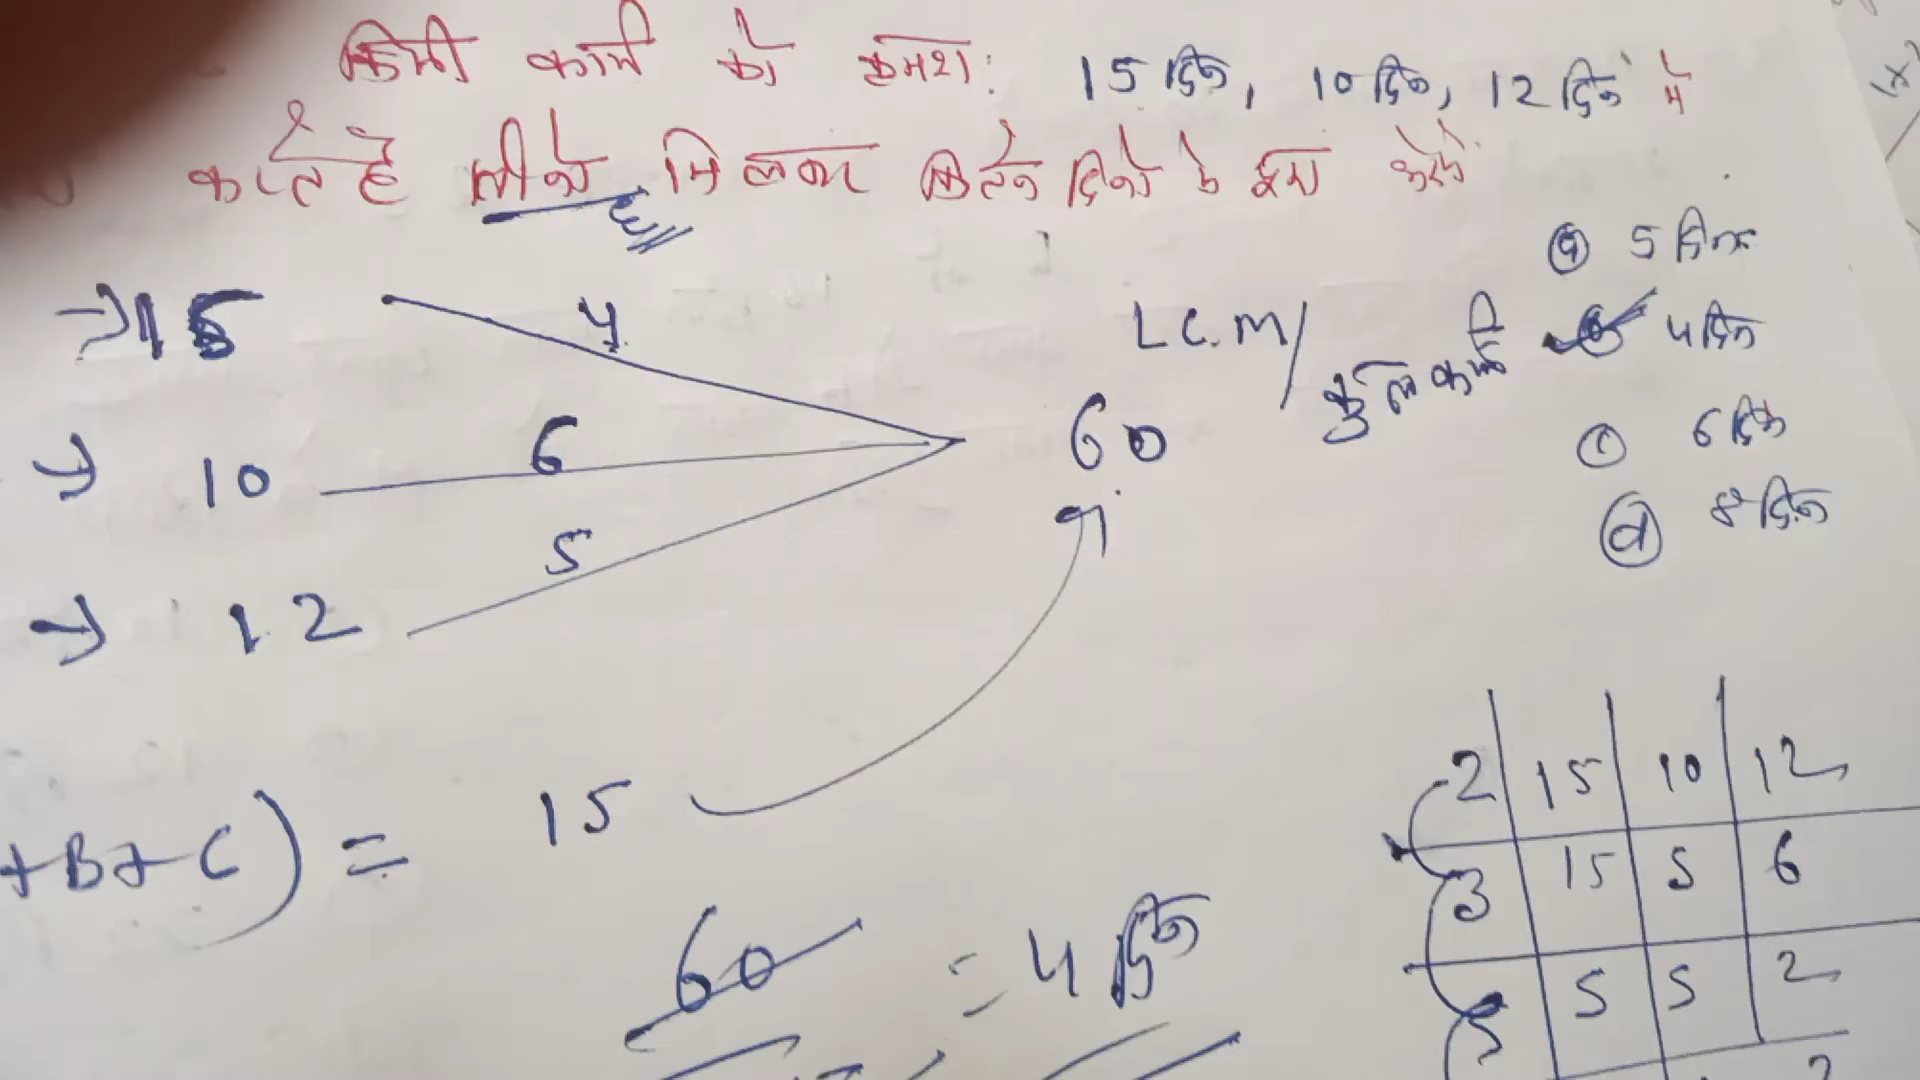 किसी कार्य को क्रमश: 15 दिन, 10 दिन, 12 दिन में
करते है तीनो मिलकर कितने दिनो मे पूरा करेगे
5 दिन
→ 15 4 L.C.M/
कुल कार्य 4 दिन
→ 10 6 60
6 दिन
→ 12 5
d 8 दिन
+B+C) = 15
60 = 4 दिन
2 15 10 12
3 15 5 6
5 5 5 2